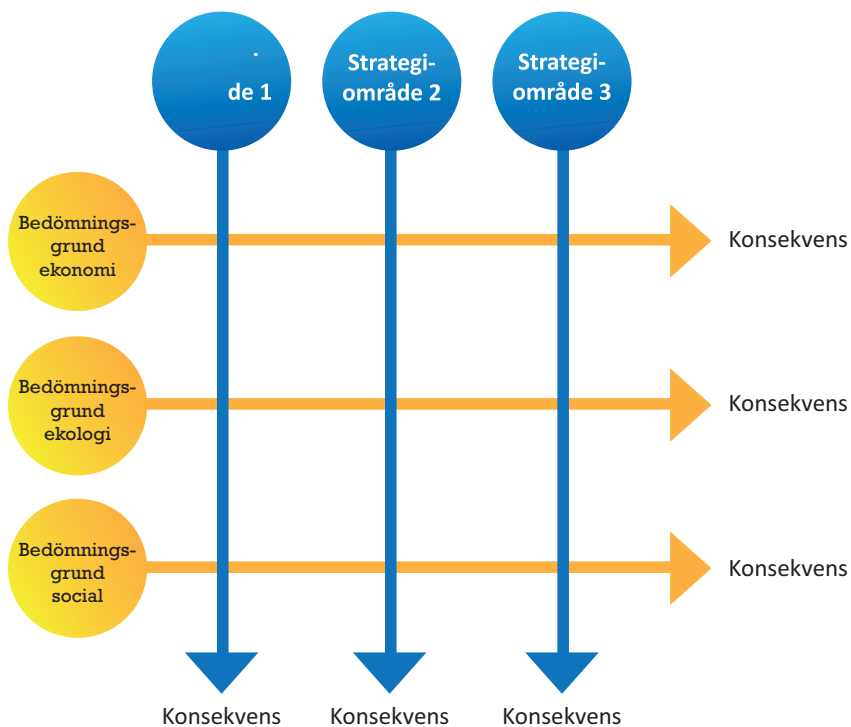 de 1
Strategi-
område 2
Strategi-
område 3
Bedömnings-
grund
ekonomi
Konsekvens
Bedömnings-
grund
ekologi
Konsekvens
Bedömnings-
grund
social
Konsekvens
Konsekvens
Konsekvens
Konsekvens